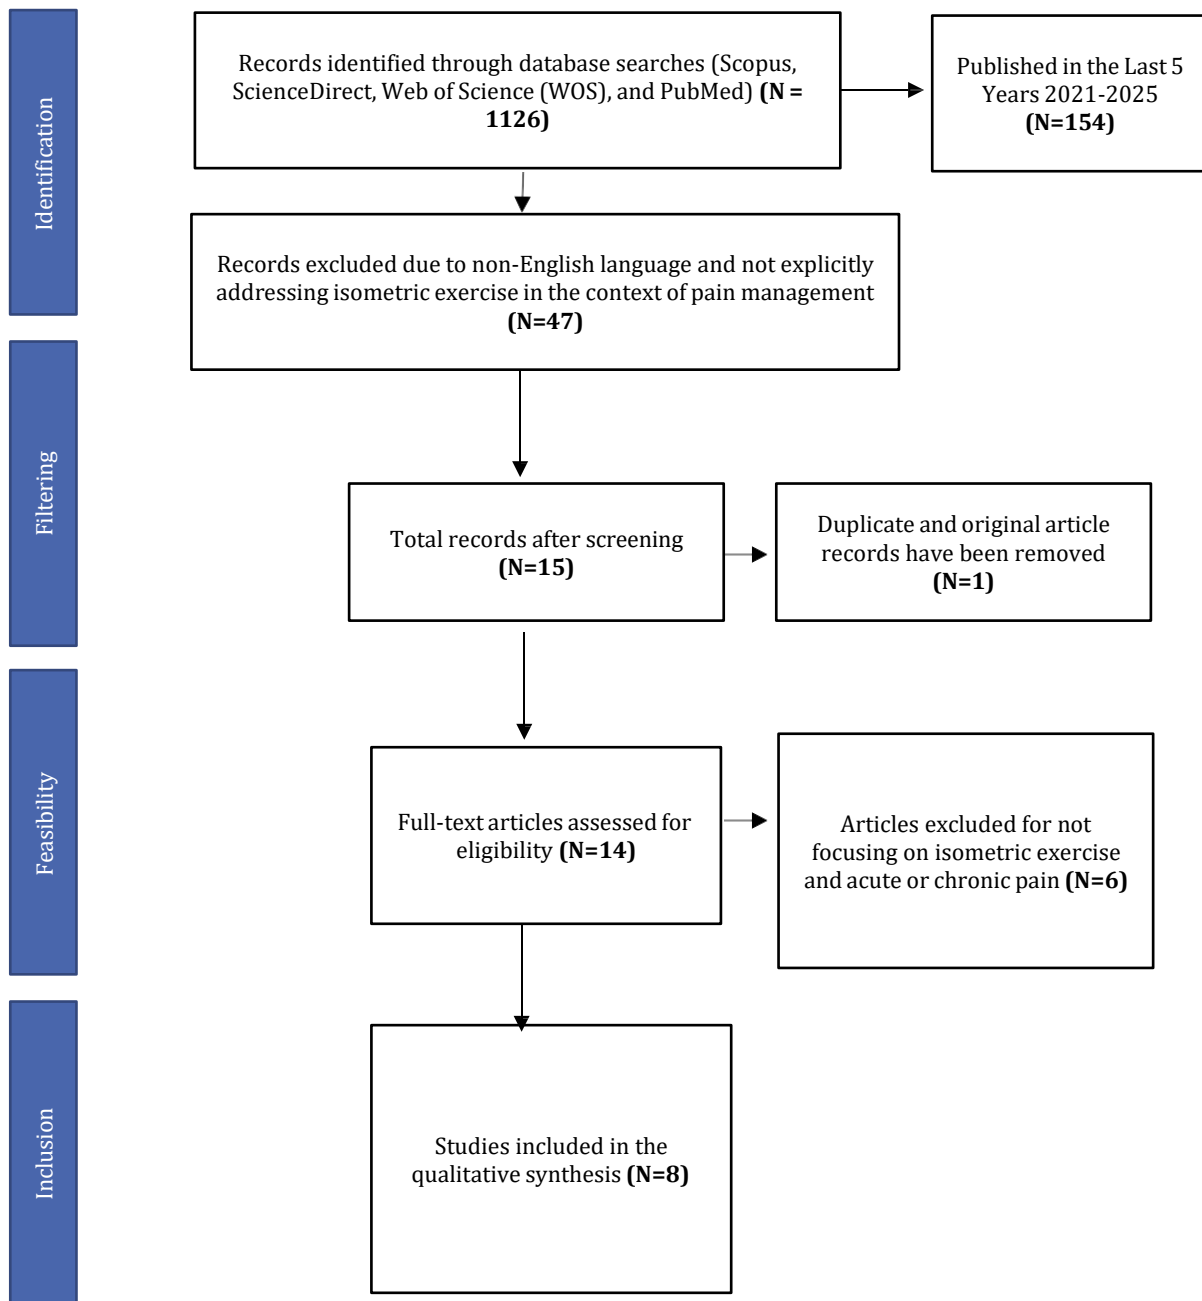 Identification
Records identified through database searches (Scopus,
ScienceDirect, Web of Science (WOS), and PubMed) (N =
1126)
Published in the Last 5
Years 2021-2025
(N=154)
Records excluded due to non-English language and not explicitly
addressing isometric exercise in the context of pain management
(N=47)
Filtering
Total records after screening
(N=15)
Duplicate and original article
records have been removed
(N=1)
Feasibility
Full-text articles assessed for
eligibility (N=14)
Articles excluded for not
focusing on isometric exercise
and acute or chronic pain (N=6)
Inclusion
Studies included in the
qualitative synthesis (N=8)